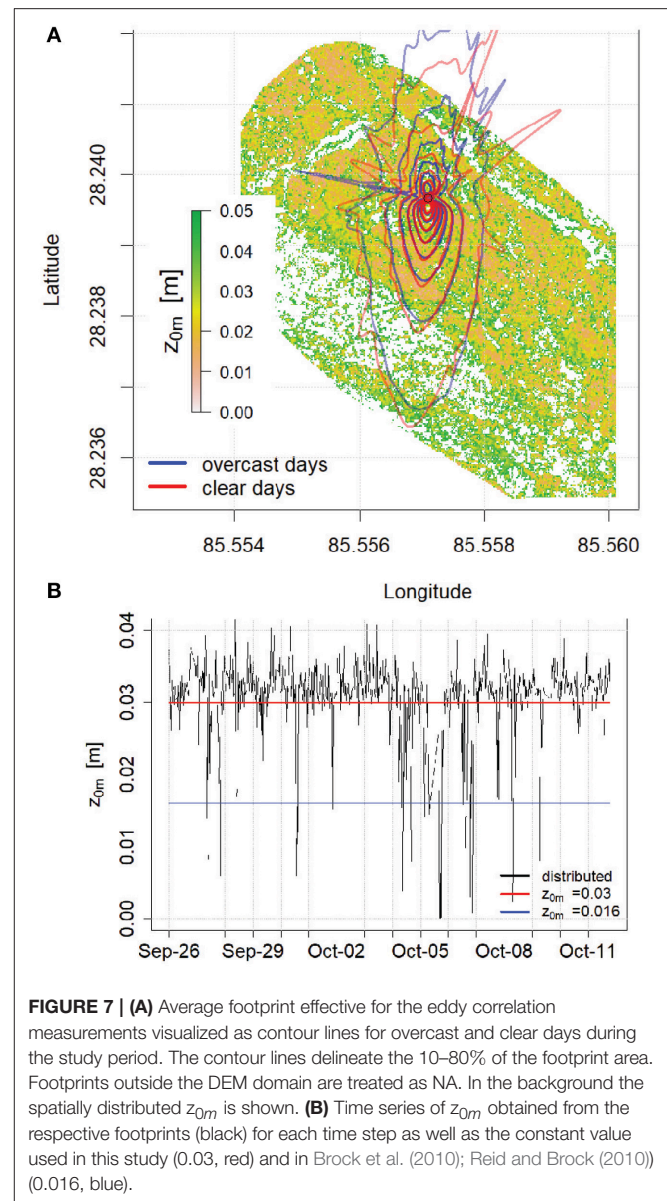 A
Latitude
28.240
28.238
28.236
0.05
0.04
0.03
0.02
0.01
0.00
z0m [m]
overcast days
clear days
85.554 85.556 85.558 85.560
Longitude
B
z0m [m]
0.04
0.03
0.02
0.01
0.00
distributed
z0m =0.03
z0m =0.016
Sep-26 Sep-29 Oct-02 Oct-05 Oct-08 Oct-11
FIGURE 7 | (A) Average footprint effective for the eddy correlation
measurements visualized as contour lines for overcast and clear days during
the study period. The contour lines delineate the 10–80% of the footprint area.
Footprints outside the DEM domain are treated as NA. In the background the
spatially distributed z0m is shown. (B) Time series of z0m obtained from the
respective footprints (black) for each time step as well as the constant value
used in this study (0.03, red) and in Brock et al. (2010); Reid and Brock (2010))
(0.016, blue).